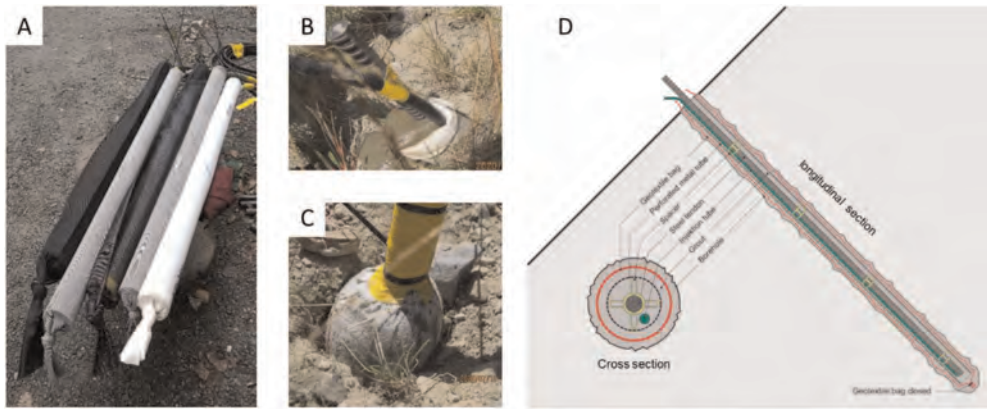 A
B
C
D
Geotextile bag
Perforated metal tube
Spacer
Steel tendon
Injection tube
Grout
Borehole
longitudinal section
Cross section
Geotextile bag closed